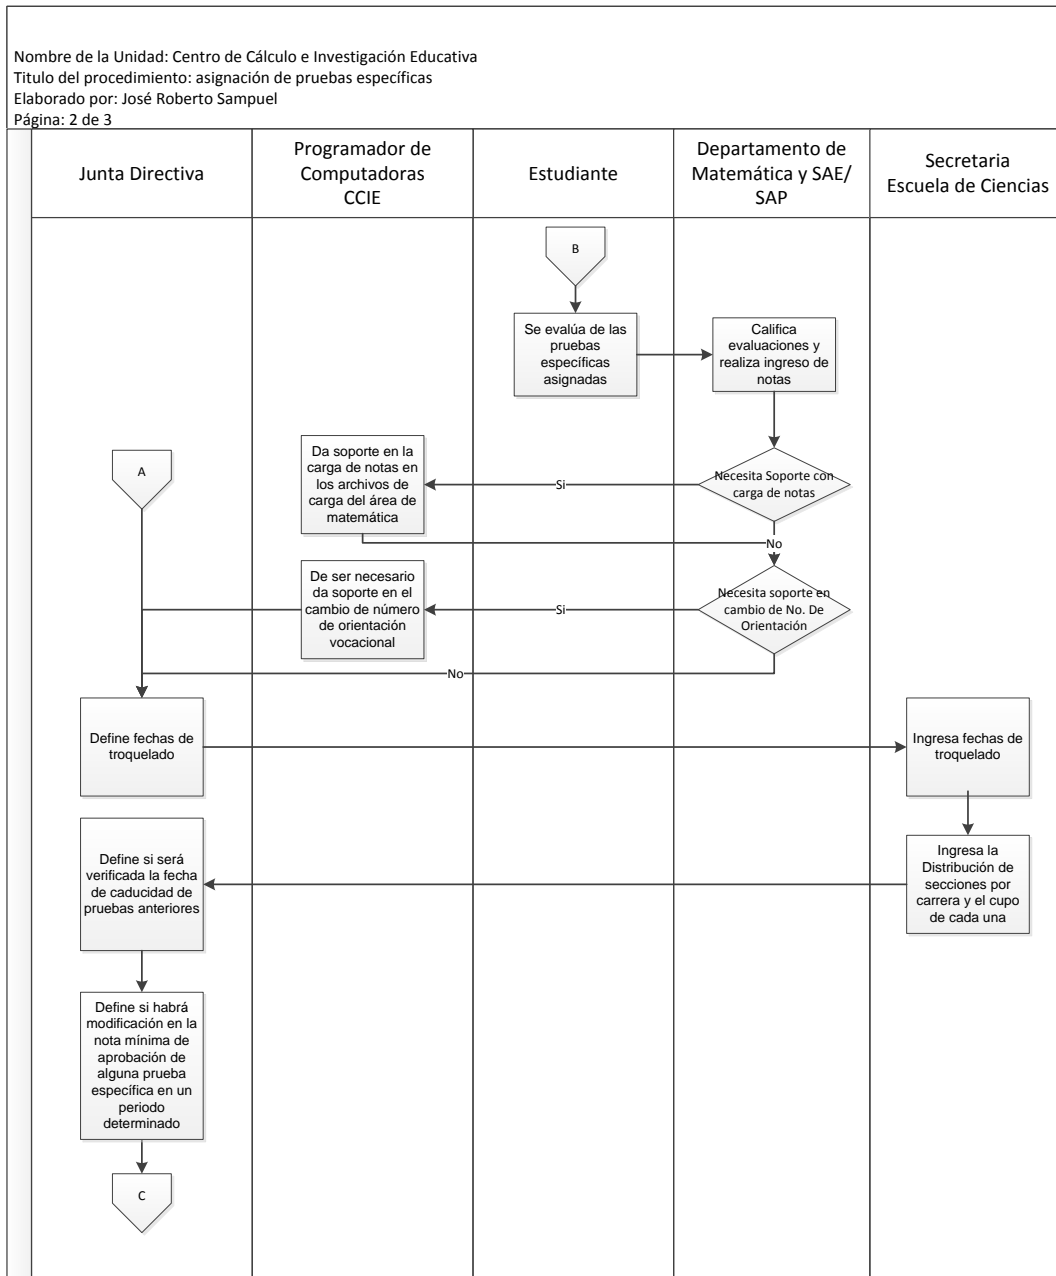 Nombre de la Unidad: Centro de Cálculo e Investigación Educativa
Titulo del procedimiento: asignación de pruebas específicas
Elaborado por: José Roberto Sampuel
Página: 2 de 3
Junta Directiva
Programador de
Computadoras
CCIE
Estudiante
Departamento de
Matemática y SAE/
SAP
Secretaria
Escuela de Ciencias
B
Se evalúa de las
pruebas
específicas
asignadas
Califica
evaluaciones y
realiza ingreso de
notas
A
Da soporte en la
carga de notas en
los archivos de
carga del área de
matemática
Si
Necesita Soporte con
carga de notas
No
De ser necesario
da soporte en el
cambio de número
de orientación
vocacional
Si
Necesita soporte en
cambio de No. De
Orientación
No
Define fechas de
troquelado
Ingresa fechas de
troquelado
Define si será
verificada la fecha
de caducidad de
pruebas anteriores
Ingresa la
Distribución de
secciones por
carrera y el cupo
de cada una
Define si habrá
modificación en la
nota mínima de
aprobación de
alguna prueba
específica en un
periodo
determinado
C